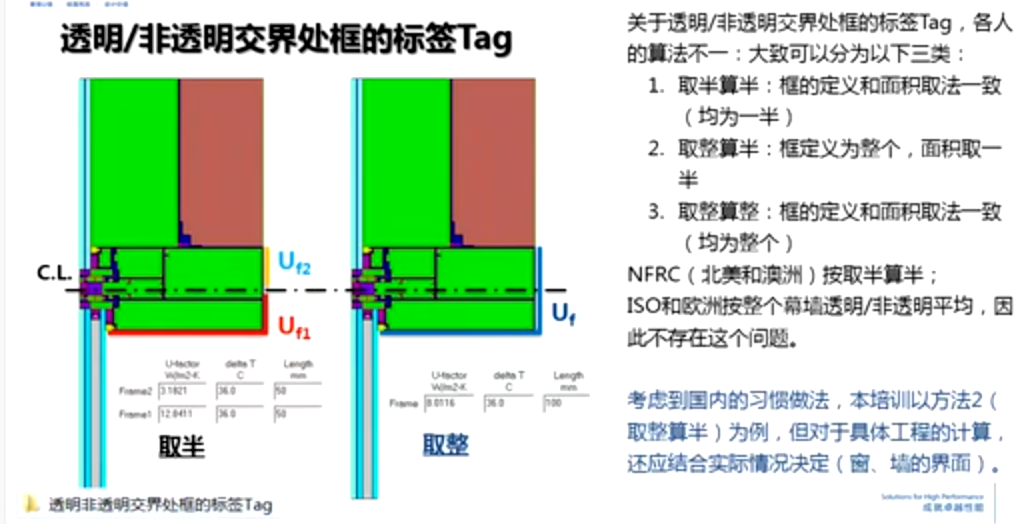 透明/非透明交界处框的标签Tag
C.L.
Uf2
Uf1
Uf
U-factor delta T Length
W/m2-K C mm
Frame2 3.1821 36.0 50
Frame1 12.8411 36.0 50
取半
U-factor delta T Length
W/m2-K C mm
Frame 8.0116 36.0 100
取整
透明非透明交界处框的标签Tag
关于透明/非透明交界处框的标签Tag，各人
的算法不一：大致可以分为以下三类：
1. 取半算半：框的定义和面积取法一致
（均为一半）
2. 取整算半：框定义为整个，面积取一
半
3. 取整算整：框的定义和面积取法一致
（均为整个）
NFRC（北美和澳洲）按取半算半；
ISO和欧洲按整个幕墙透明/非透明平均，因
此不存在这个问题。
考虑到国内的习惯做法，本培训以方法2（
取整算半）为例，但对于具体工程的计算，
还应结合实际情况决定（窗、墙的界面）。
Solutions for High Performance
成就卓越性能